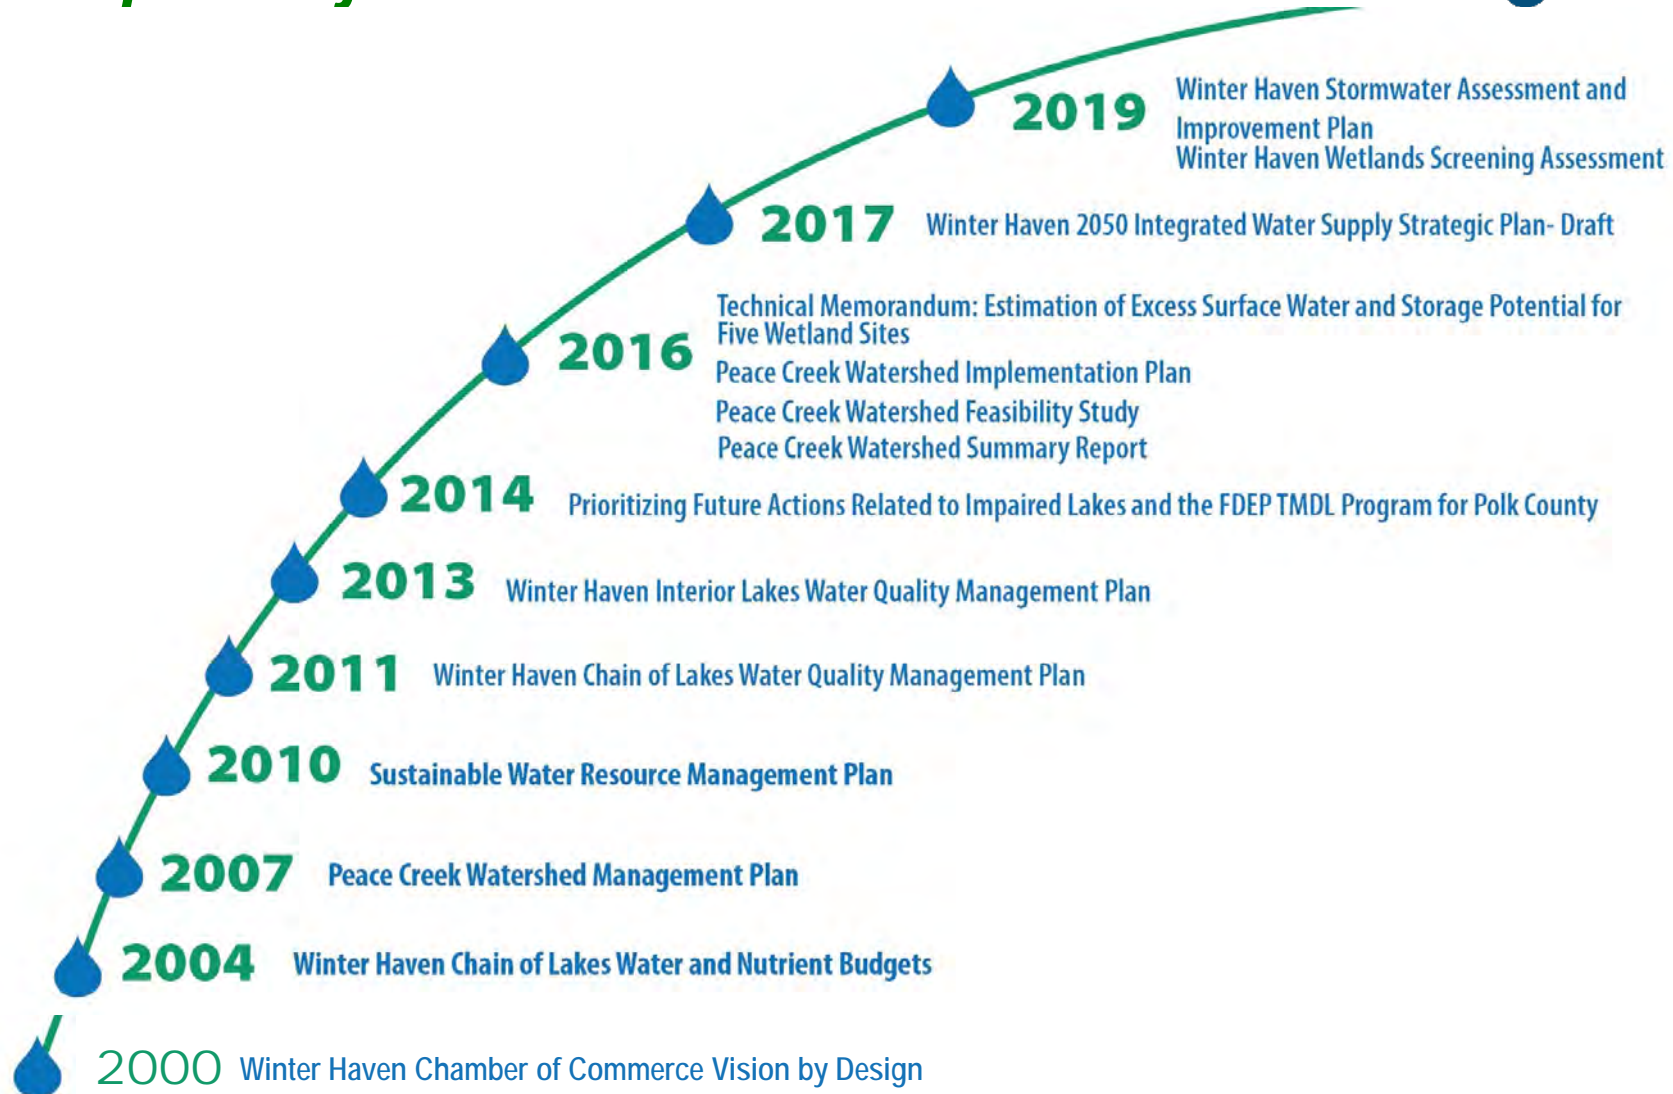 2019
Winter Haven Stormwater Assessment and
Improvement Plan
Winter Haven Wetlands Screening Assessment
2017
Winter Haven 2050 Integrated Water Supply Strategic Plan- Draft
2016
Technical Memorandum: Estimation of Excess Surface Water and Storage Potential for
Five Wetland Sites
Peace Creek Watershed Implementation Plan
Peace Creek Watershed Feasibility Study
Peace Creek Watershed Summary Report
2014
Prioritizing Future Actions Related to Impaired Lakes and the FDEP TMDL Program for Polk County
2013
Winter Haven Interior Lakes Water Quality Management Plan
2011
Winter Haven Chain of Lakes Water Quality Management Plan
2010
Sustainable Water Resource Management Plan
2007
Peace Creek Watershed Management Plan
2004
Winter Haven Chain of Lakes Water and Nutrient Budgets
2000
Winter Haven Chamber of Commerce Vision by Design